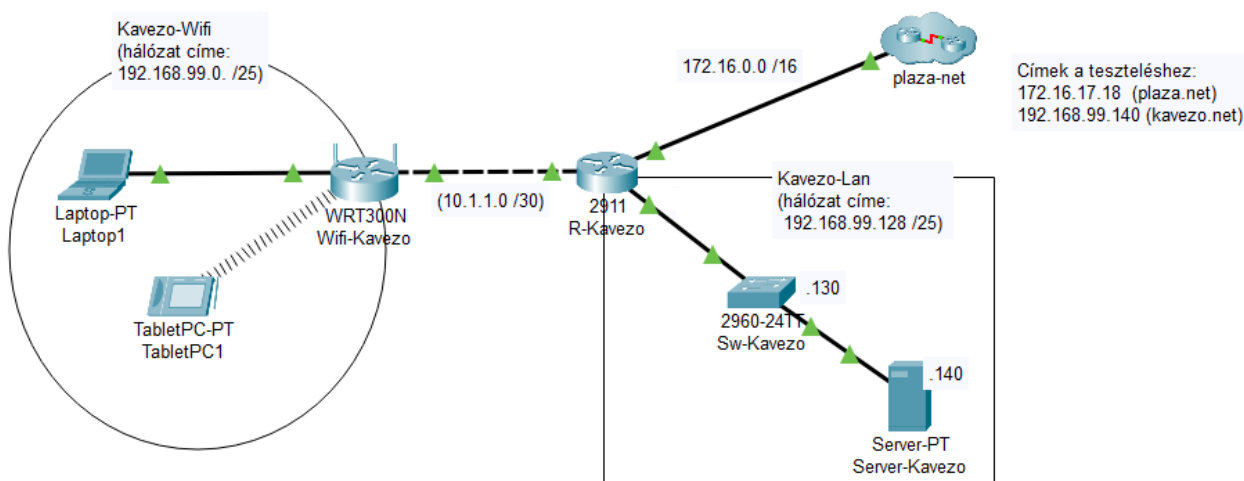 Kavezo-Wifi
(hálózat címe:
192.168.99.0. /25)
172.16.0.0 /16
plaza-net
Címek a teszteléshez:
172.16.17.18 (plaza.net)
192.168.99.140 (kavezo.net)
Laptop-PT
Laptop1
WRT300N
Wifi-Kavezo
(10.1.1.0 /30)
2911
R-Kavezo
Kavezo-Lan
(hálózat címe:
192.168.99.128 /25)
TabletPC-PT
TabletPC1
.130
2960-24TT
Sw-Kavezo
.140
Server-PT
Server-Kavezo